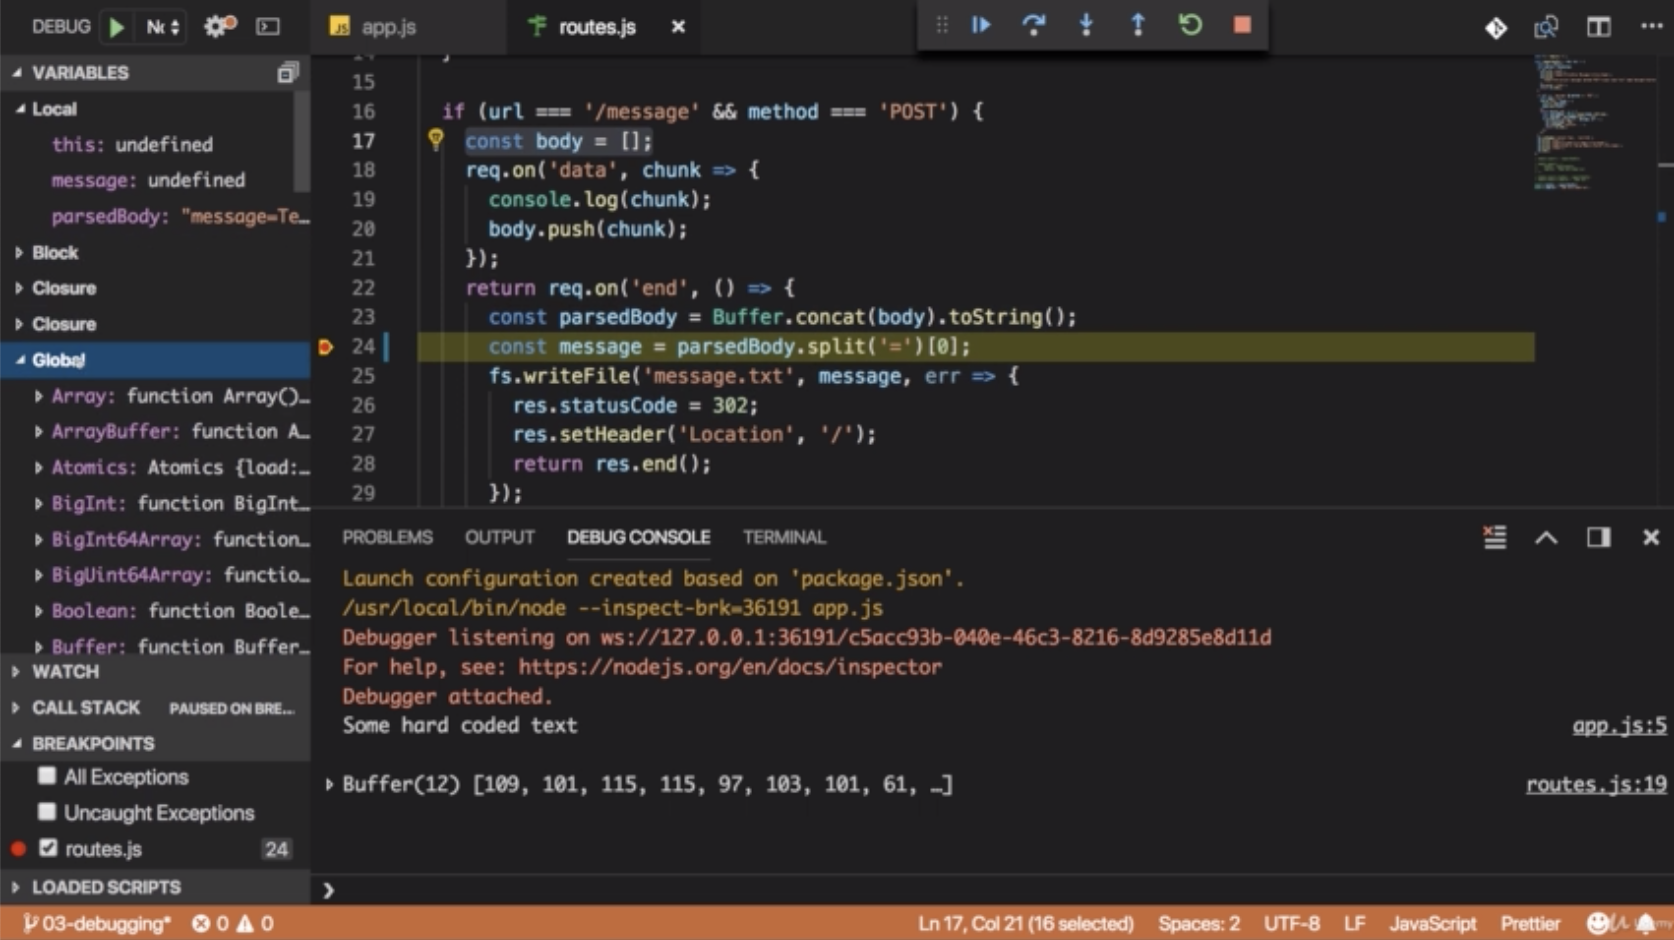 DEBUG
app.js
routes.js
VARIABLES
Local
this: undefined
message: undefined
parsedBody: "message=Te…
Block
Closure
Closure
Global
Array: function Array()…
ArrayBuffer: function A…
Atomics: Atomics {load:…
BigInt: function BigInt…
BigInt64Array: function…
BigUint64Array: functio…
Boolean: function Boole…
Buffer: function Buffer…
WATCH
CALL STACK PAUSED ON BRE...
BREAKPOINTS
All Exceptions
Uncaught Exceptions
routes.js 24
LOADED SCRIPTS
15
16 if (url === '/message' && method === 'POST') {
17 const body = [];
18 req.on('data', chunk => {
19 console.log(chunk);
20 body.push(chunk);
21 });
22 return req.on('end', () => {
23 const parsedBody = Buffer.concat(body).toString();
24 const message = parsedBody.split('=')[0];
25 fs.writeFile('message.txt', message, err => {
26 res.statusCode = 302;
27 res.setHeader('Location', '/');
28 return res.end();
29 });
PROBLEMS OUTPUT DEBUG CONSOLE TERMINAL
Launch configuration created based on 'package.json'.
/usr/local/bin/node --inspect-brk=36191 app.js
Debugger listening on ws://127.0.0.1:36191/c5acc93b-040e-46c3-8216-8d9285e8d11d
For help, see: https://nodejs.org/en/docs/inspector
Debugger attached.
Some hard coded text app.js:5
Buffer(12) [109, 101, 115, 115, 97, 103, 101, 61, …] routes.js:19
03-debugging* 0 0 Ln 17, Col 21 (16 selected) Spaces: 2 UTF-8 LF JavaScript Prettier